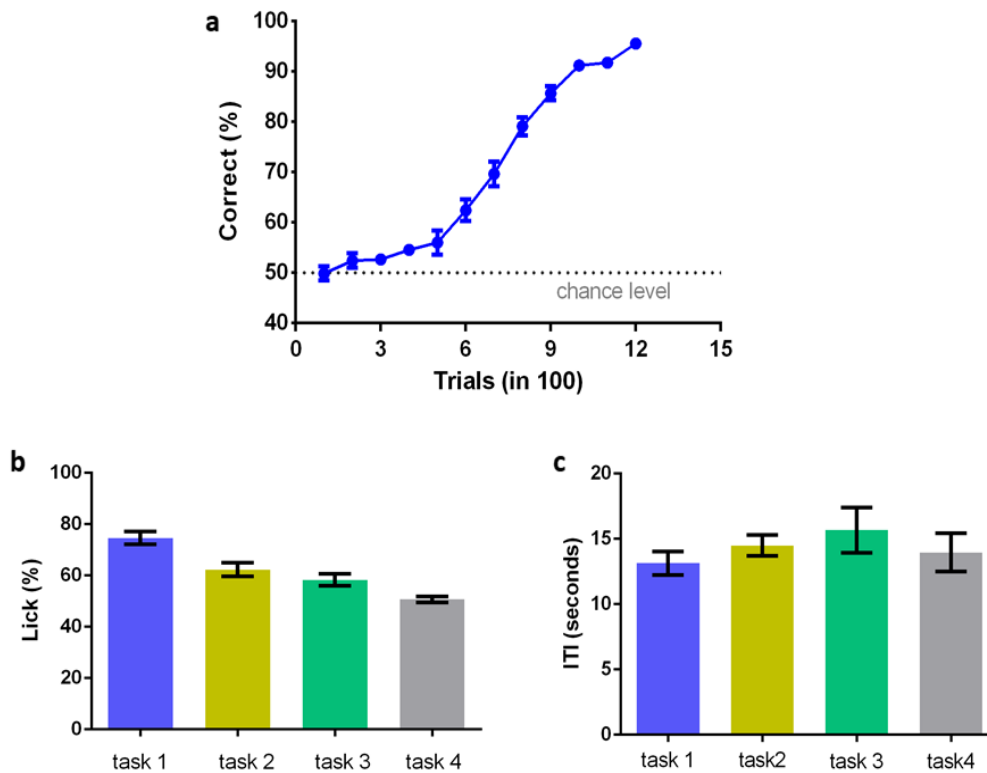 a
100
90
80
70
60
50
40
Correct (%)
chance level
0 3 6 9 12 15
Trials (in 100)
b
100
80
60
40
20
0
Lick (%)
task 1 task 2 task 3 task 4
c
20
15
10
5
0
ITI (seconds)
task 1 task2 task 3 task4